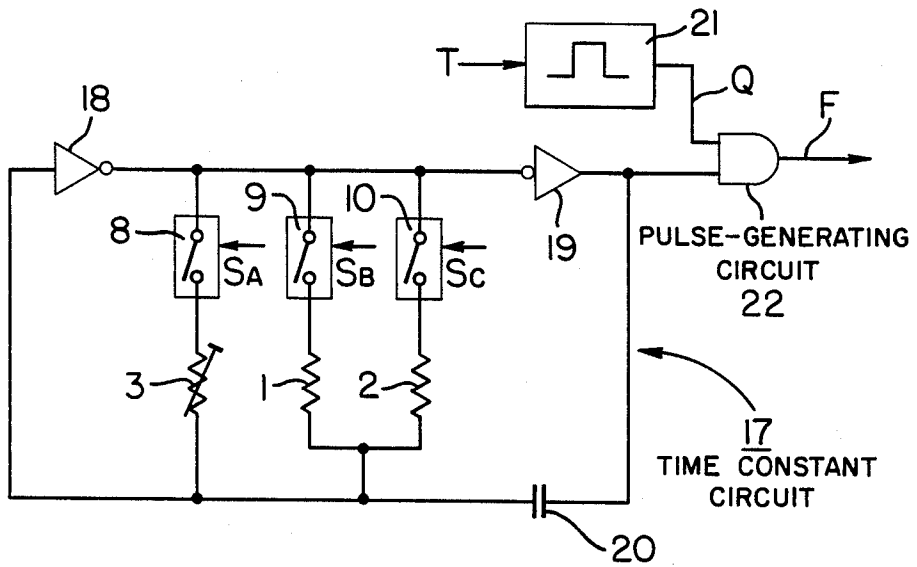 21
T
Q
F
18
9
10
8
SA
SB
SC
19
PULSE-GENERATING
CIRCUIT
22
3
1
2
17
TIME CONSTANT
CIRCUIT
20